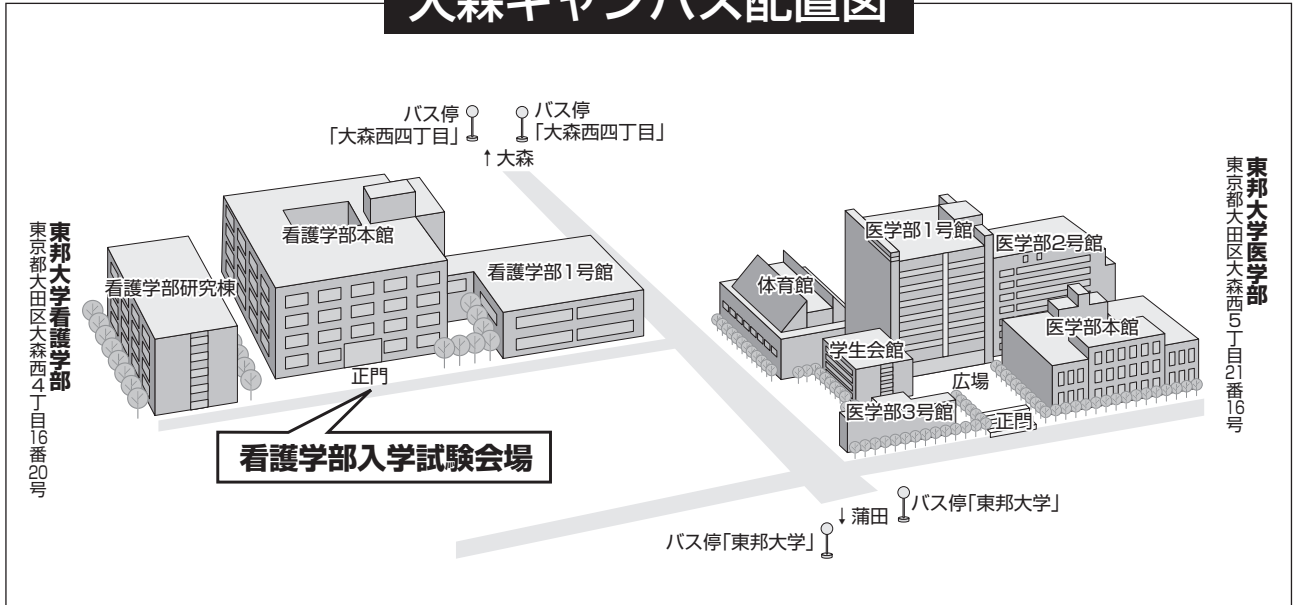 大森キャンパス配置図
バス停
「大森西四丁目」
バス停
「大森西四丁目」
↑大森
東邦大学看護学部
東京都大田区大森西4丁目16番20号
看護学部研究棟
看護学部本館
看護学部1号館
正門
看護学部入学試験会場
体育館
医学部1号館
医学部2号館
医学部本館
学生会館
広場
医学部3号館
正門
東邦大学医学部
東京都大田区大森西5丁目21番16号
↓蒲田
バス停「東邦大学」
バス停「東邦大学」